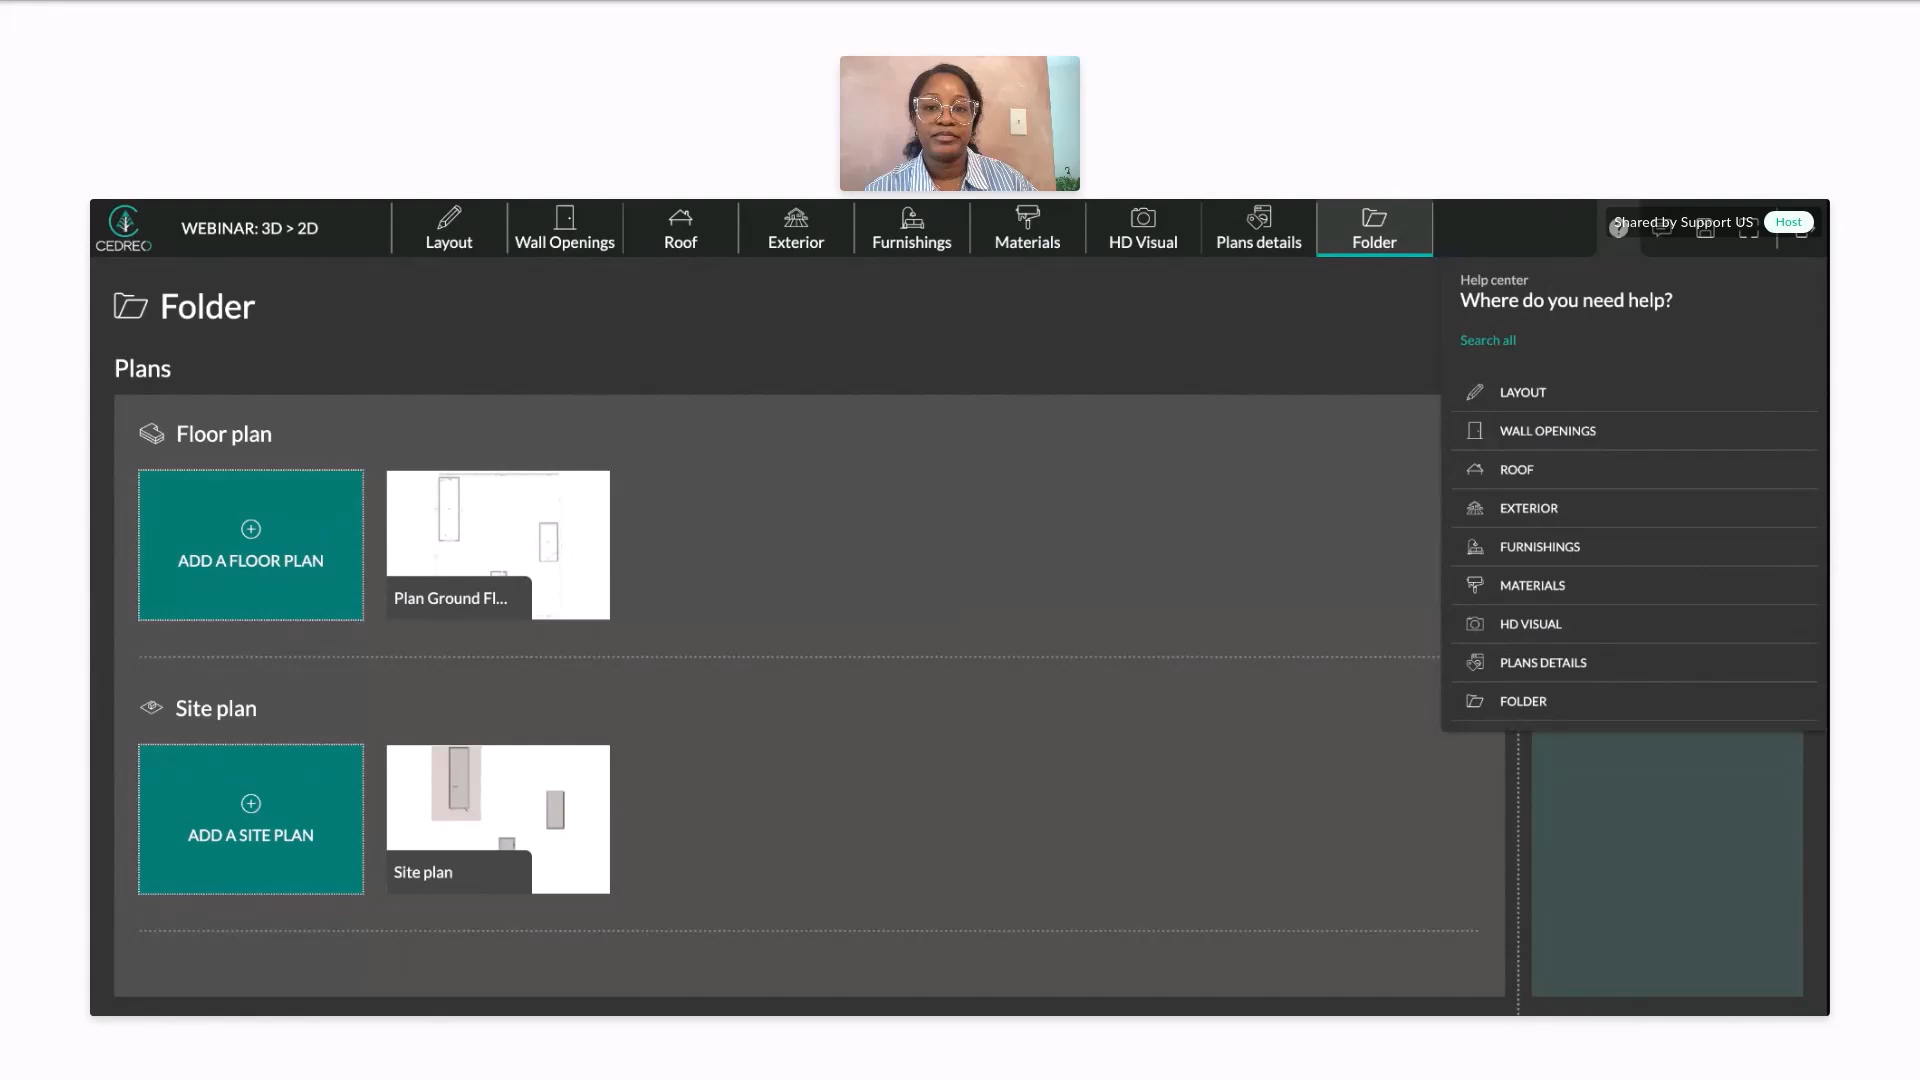 CEDREO
WEBINAR: 3D > 2D
Layout
Wall Openings
Roof
Exterior
Furnishings
Materials
HD Visual
Plans details
Folder
Shared by Support US
Host
Folder
Plans
Floor plan
ADD A FLOOR PLAN
Plan Ground Fl...
Site plan
ADD A SITE PLAN
Site plan
Help center
Where do you need help?
Search all
LAYOUT
WALL OPENINGS
ROOF
EXTERIOR
FURNISHINGS
MATERIALS
HD VISUAL
PLANS DETAILS
FOLDER